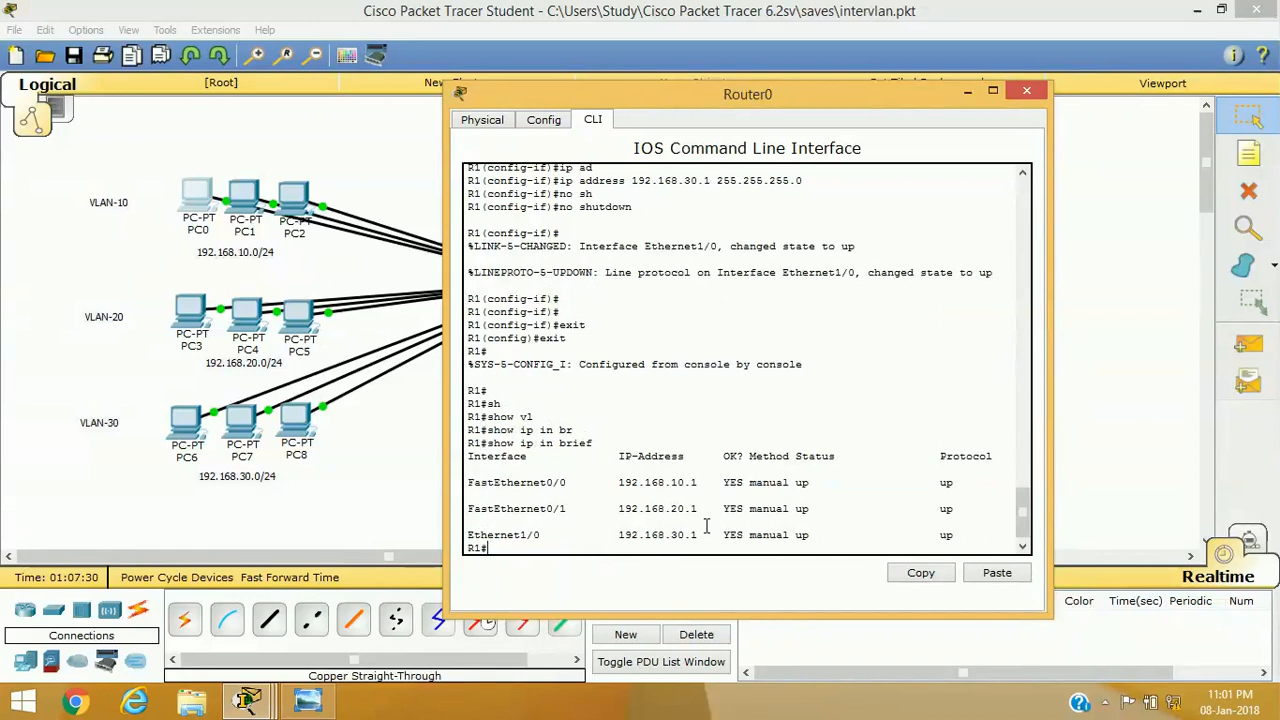 Cisco Packet Tracer Student - C:\Users\Study\Cisco Packet Tracer 6.2sv\saves\intervlan.pkt
File Edit Options View Tools Extensions Help
Logical [Root] Viewport
Router0
Physical Config CLI
IOS Command Line Interface
R1(config-if)#ip ad
R1(config-if)#ip address 192.168.30.1 255.255.255.0
R1(config-if)#no sh
R1(config-if)#no shutdown
R1(config-if)#
%LINK-5-CHANGED: Interface Ethernet1/0, changed state to up
%LINEPROTO-5-UPDOWN: Line protocol on Interface Ethernet1/0, changed state to up
R1(config-if)#
R1(config-if)#
R1(config-if)#exit
R1(config)#exit
R1#
%SYS-5-CONFIG_I: Configured from console by console
R1#
R1#sh
R1#show vl
R1#show ip in br
R1#show ip in brief
Interface IP-Address OK? Method Status Protocol
FastEthernet0/0 192.168.10.1 YES manual up up
FastEthernet0/1 192.168.20.1 YES manual up up
Ethernet1/0 192.168.30.1 YES manual up up
R1#
Copy Paste
VLAN-10
PC-PT PC-PT PC-PT
PC0 PC1 PC2
192.168.10.0/24
VLAN-20
PC-PT PC-PT PC-PT
PC3 PC4 PC5
192.168.20.0/24
VLAN-30
PC-PT PC-PT PC-PT
PC6 PC7 PC8
192.168.30.0/24
Time: 01:07:30 Power Cycle Devices Fast Forward Time Realtime
Connections
Copper Straight-Through
New Delete
Toggle PDU List Window
Color Time(sec) Periodic Num
11:01 PM
08-Jan-2018